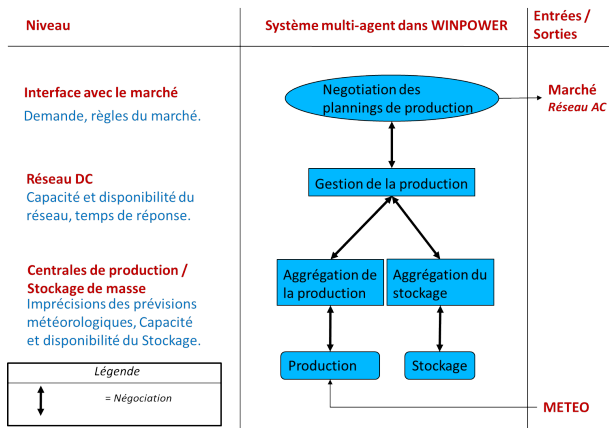 Niveau
Système multi-agent dans WINPOWER
Entrées /
Sorties
Interface avec le marché
Demande, règles du marché.
Negotiation des
plannings de production
Marché
Réseau AC
Réseau DC
Capacité et disponibilité du
réseau, temps de réponse.
Gestion de la production
Centrales de production /
Stockage de masse
Imprécisions des prévisions
météorologiques, Capacité
et disponibilité du Stockage.
Aggrégation de
la production
Aggrégation du
stockage
Production
Stockage
Légende
= Négociation
METEO